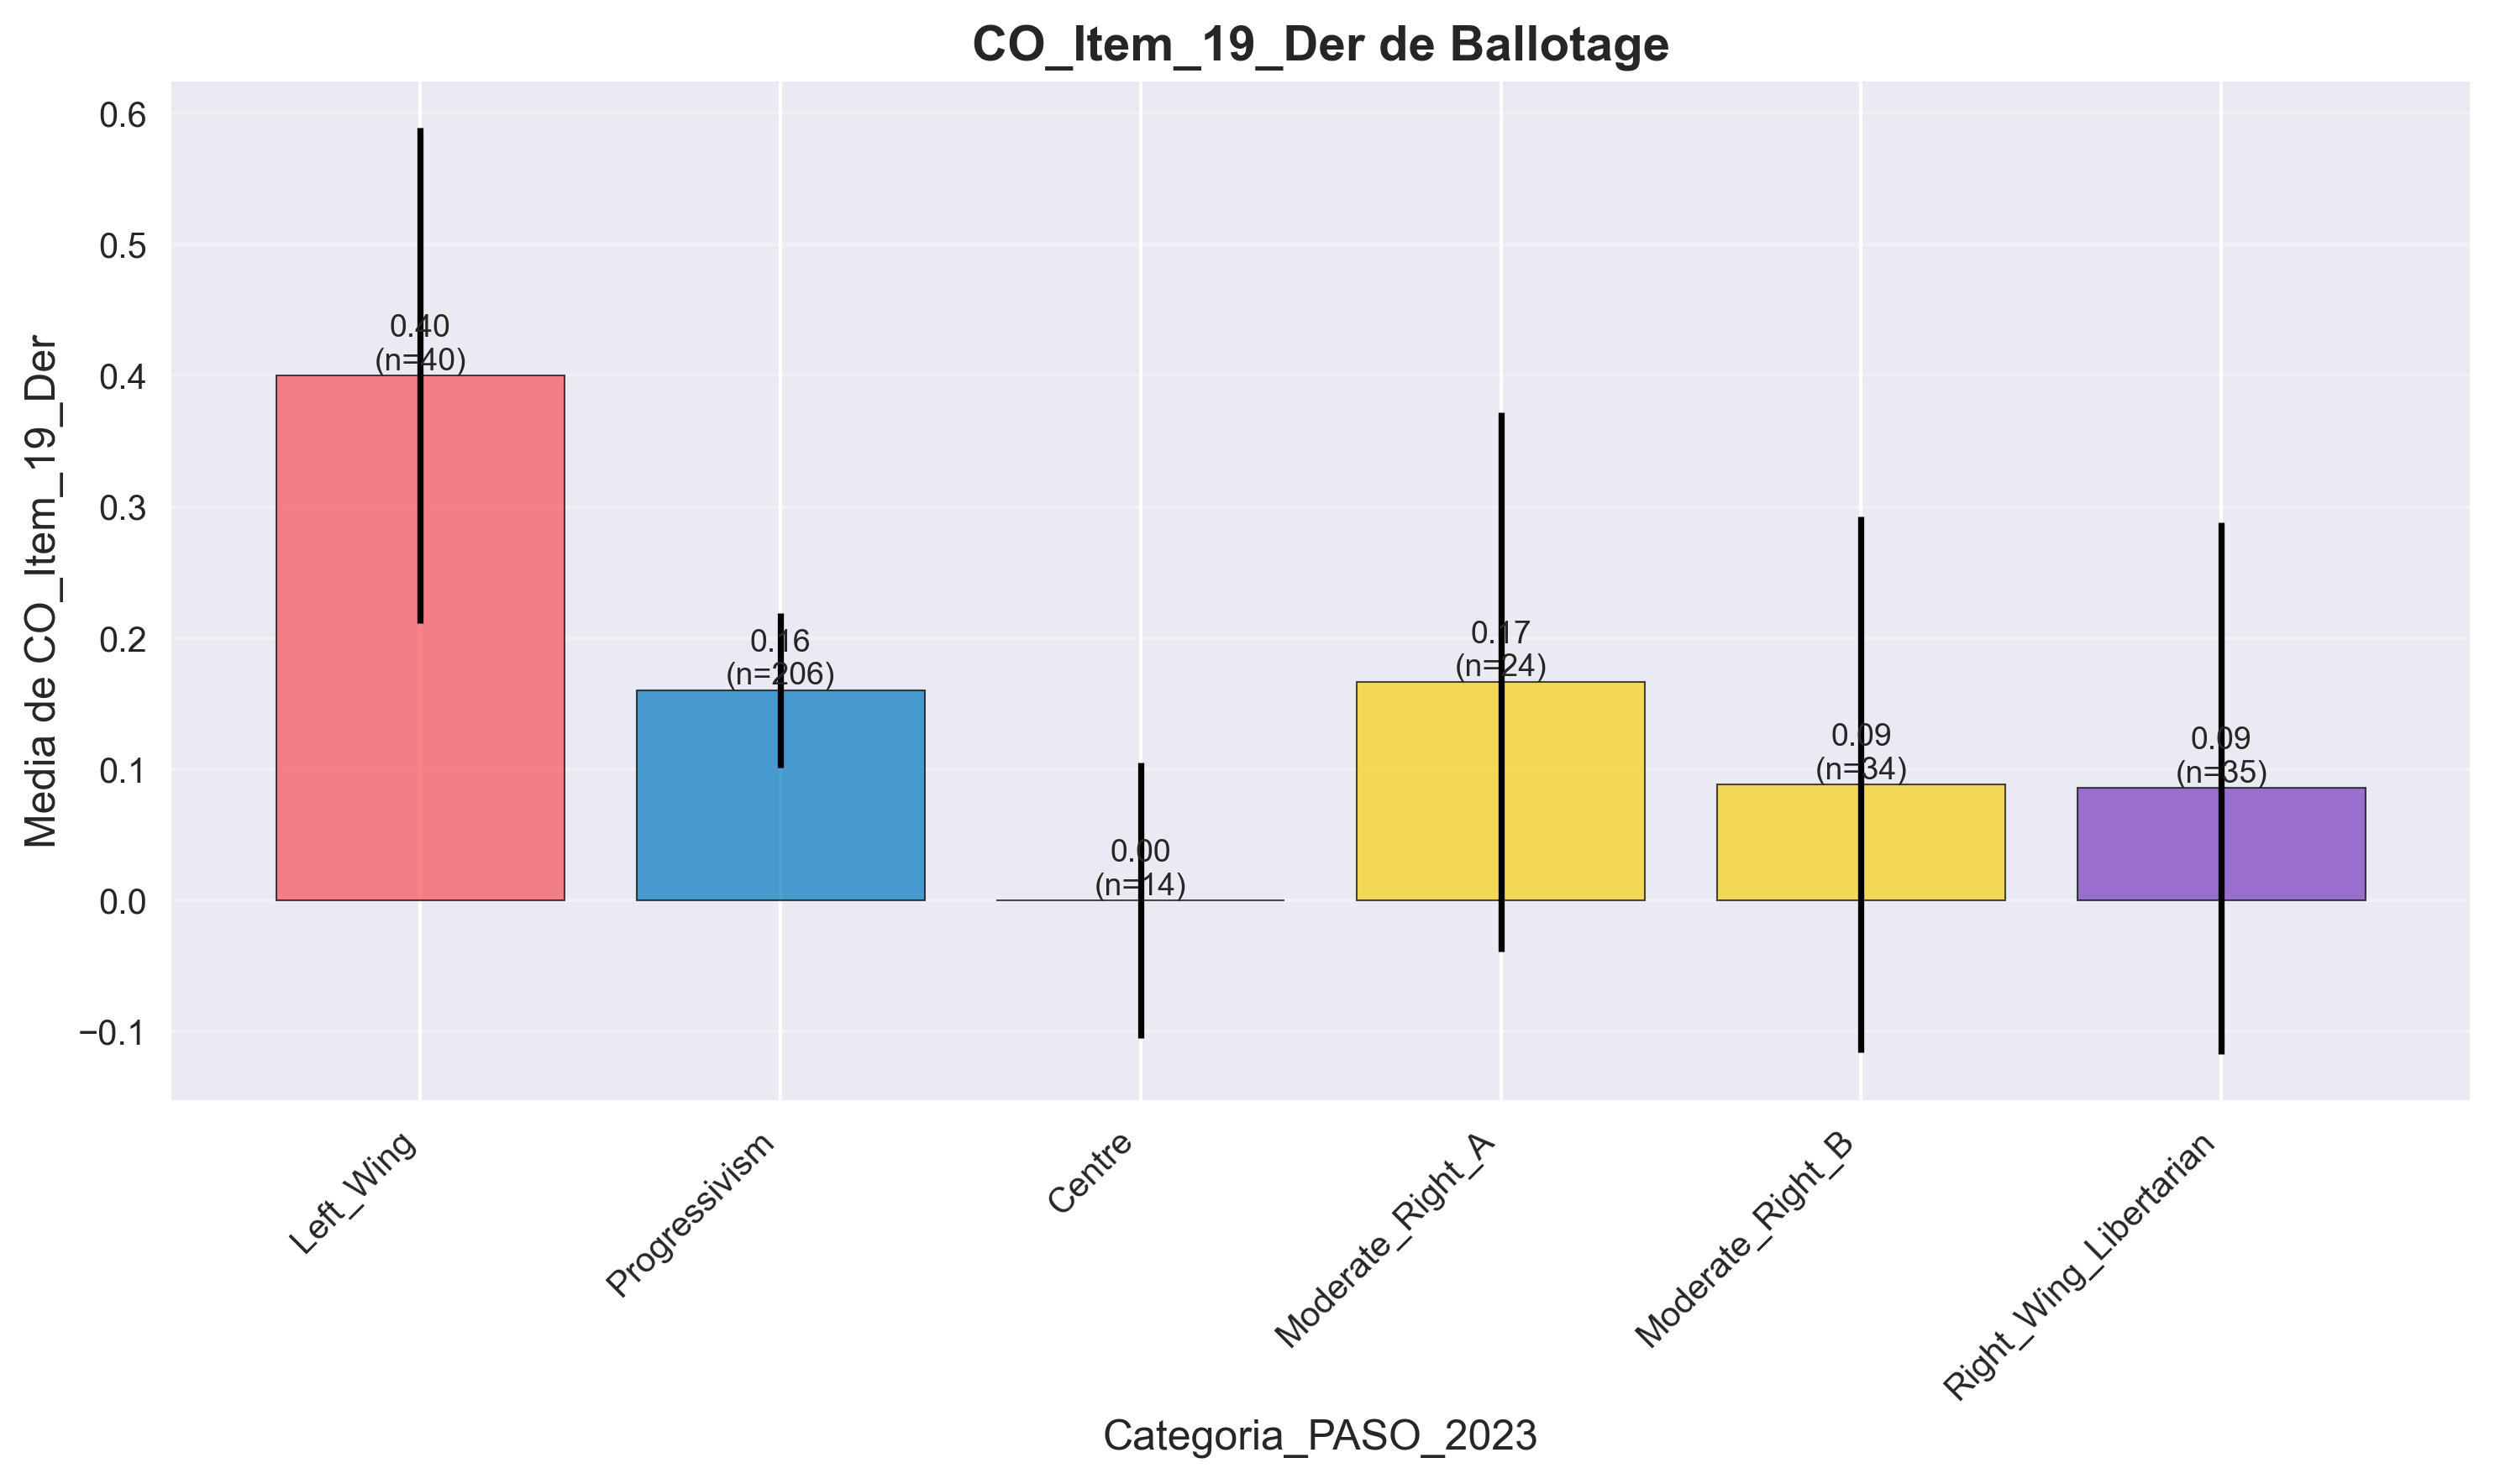 CO_Item_19_Der de Ballotage
Media de CO_Item_19_Der
0.6
0.5
0.4
0.3
0.2
0.1
0.0
−0.1
0.40
(n=40)
0.16
(n=206)
0.00
(n=14)
0.17
(n=24)
0.09
(n=34)
0.09
(n=35)
Left_Wing
Progressivism
Centre
Moderate_Right_A
Moderate_Right_B
Right_Wing_Libertarian
Categoria_PASO_2023